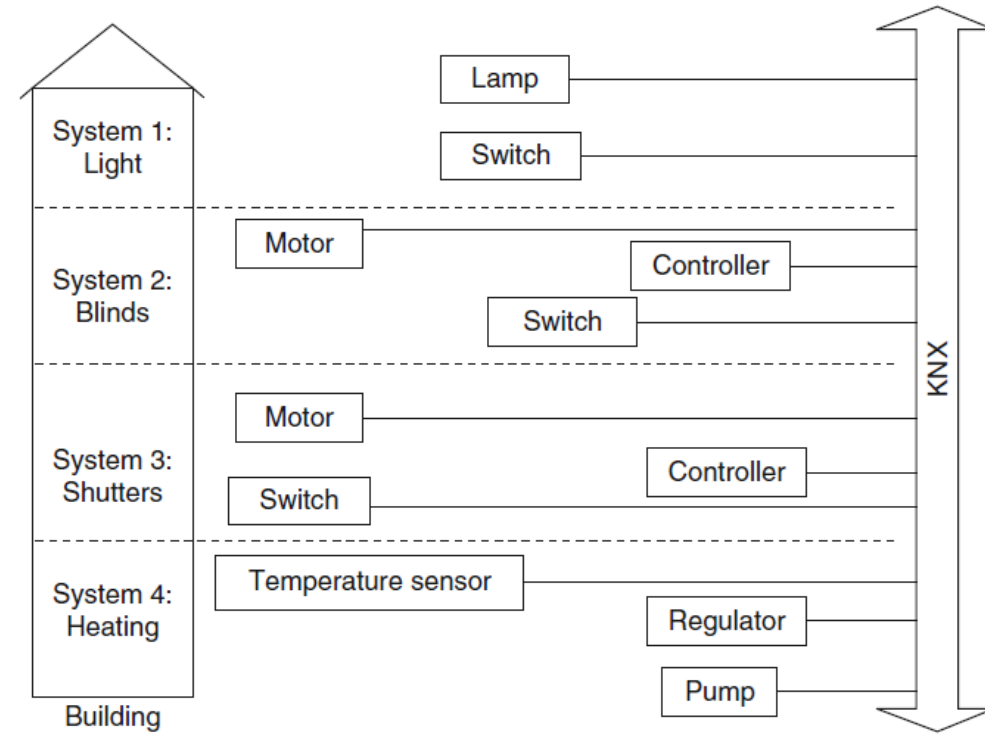 Lamp
System 1:
Light
Switch
Motor
Controller
System 2:
Blinds
Switch
KNX
Motor
System 3:
Shutters
Controller
Switch
Temperature sensor
System 4:
Heating
Regulator
Pump
Building